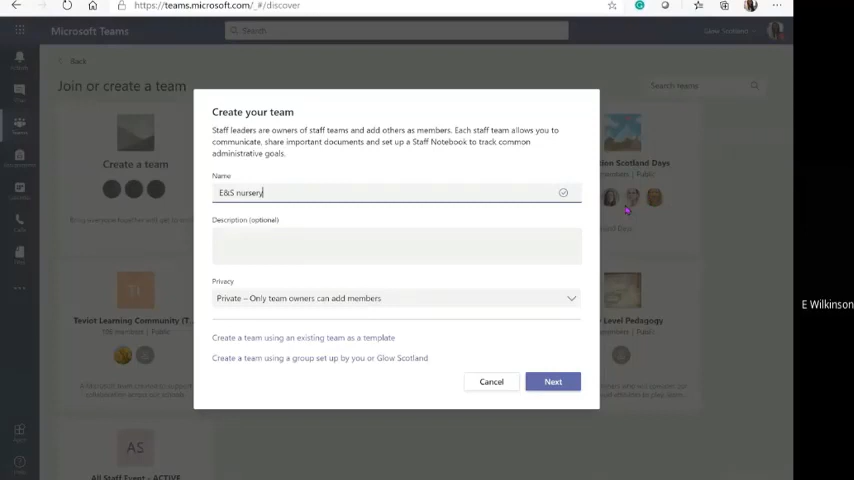 https://teams.microsoft.com/_#/discover
Microsoft Teams
Search
Back
Join or create a team
Search teams
Create a team
Create your team
Staff leaders are owners of staff teams and add others as members. Each staff team allows you to
communicate, share important documents and set up a Staff Notebook to track common
administrative goals.
Name
E&S nursery
Description (optional)
Privacy
Private – Only team owners can add members
Create a team using an existing team as a template
Create a team using a group set up by you or Glow Scotland
Cancel
Next
Scotland Days
TI
Teviot Learning Community (T...
Level Pedagogy
AS
All Staff Event - ACTIVE
E Wilkinson